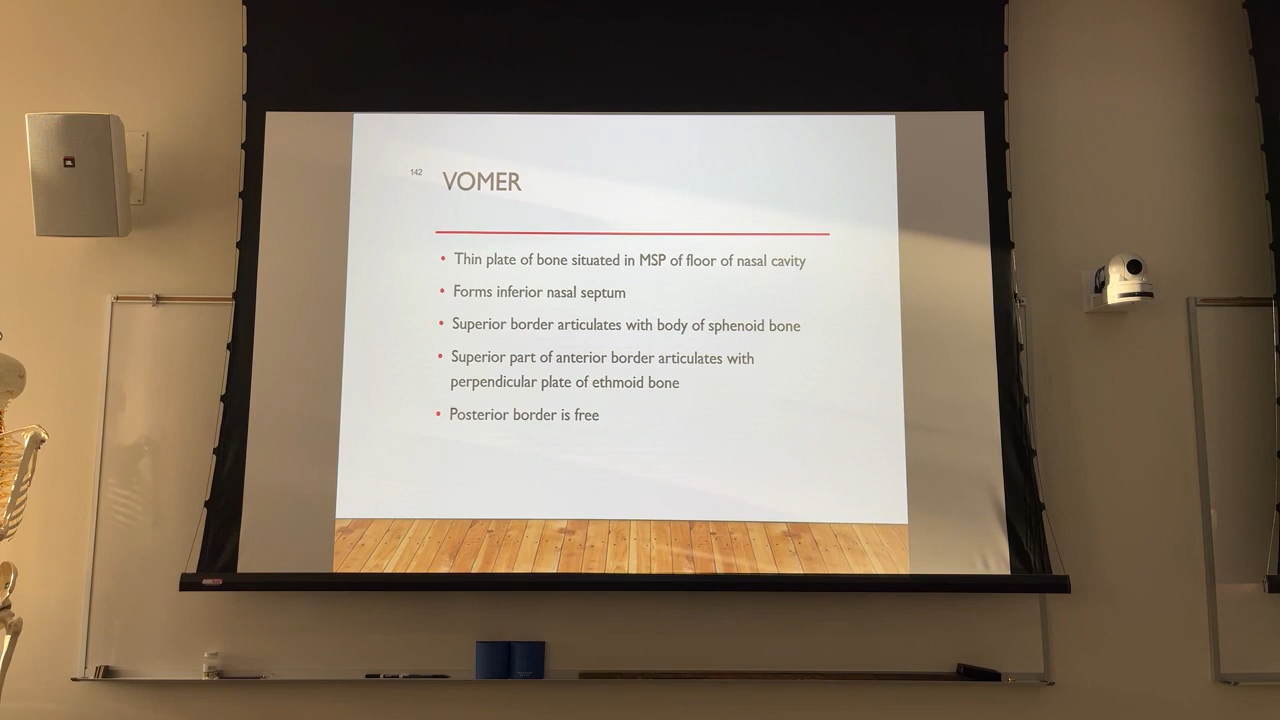 142
VOMER
• Thin plate of bone situated in MSP of floor of nasal cavity
• Forms inferior nasal septum
• Superior border articulates with body of sphenoid bone
• Superior part of anterior border articulates with
perpendicular plate of ethmoid bone
• Posterior border is free